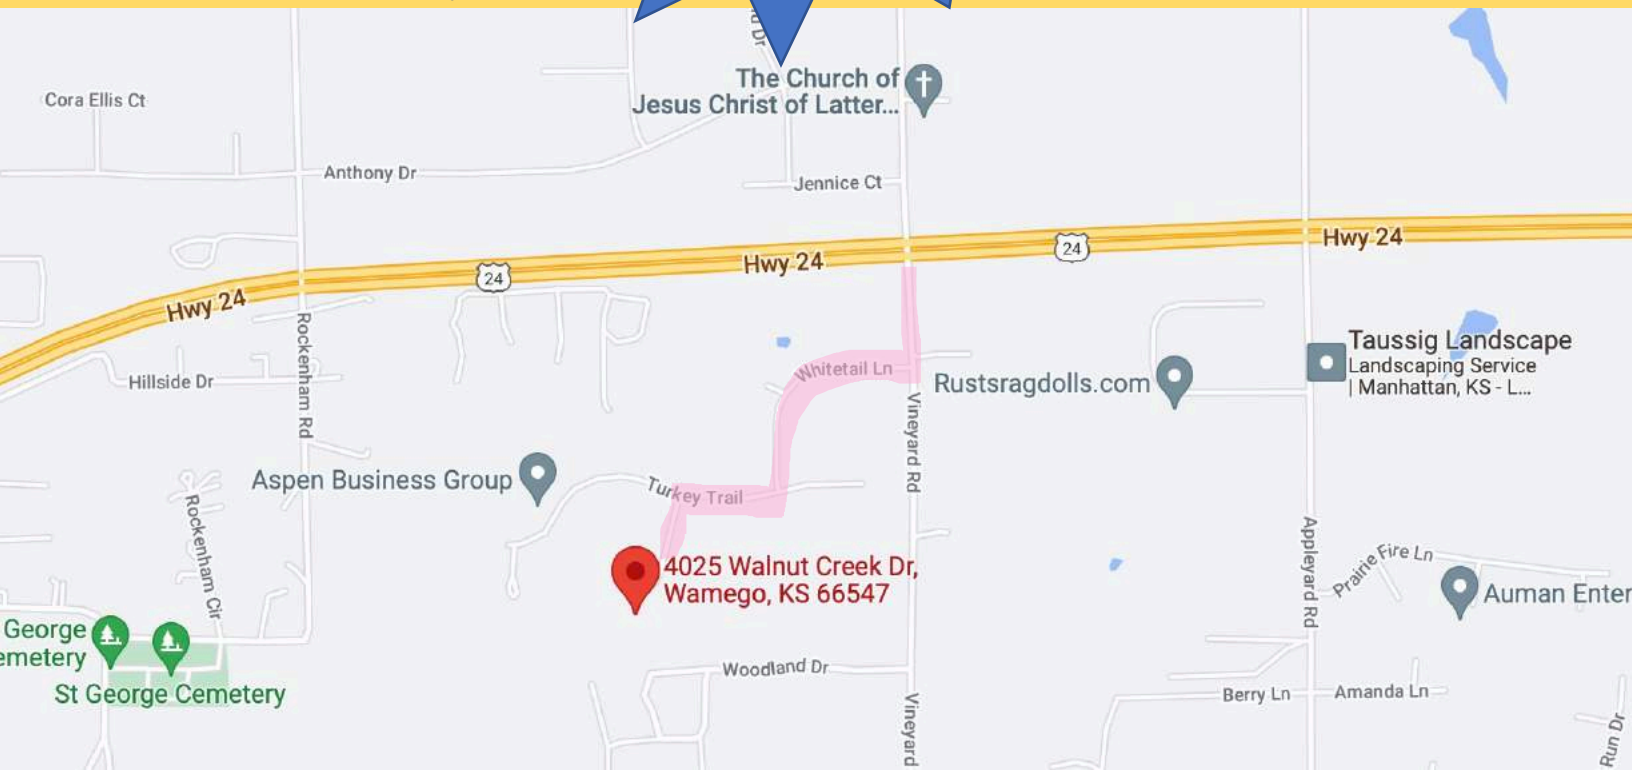 Cora Ellis Ct
The Church of
Jesus Christ of Latter...
Anthony Dr
Jennice Ct
Hwy 24
24
Hwy 24
24
Hwy 24
Rockenham Rd
Hillside Dr
Whitetail Ln
Vineyard Rd
Rustsragdolls.com
Taussig Landscape
Landscaping Service
| Manhattan, KS - L...
Aspen Business Group
Turkey Trail
Rockenham Cir
4025 Walnut Creek Dr,
Wamego, KS 66547
Appleyard Rd
Prairie Fire Ln
Auman Enter
George
emetery
St George Cemetery
Woodland Dr
Vineyard
Berry Ln
Amanda Ln
Run Dr